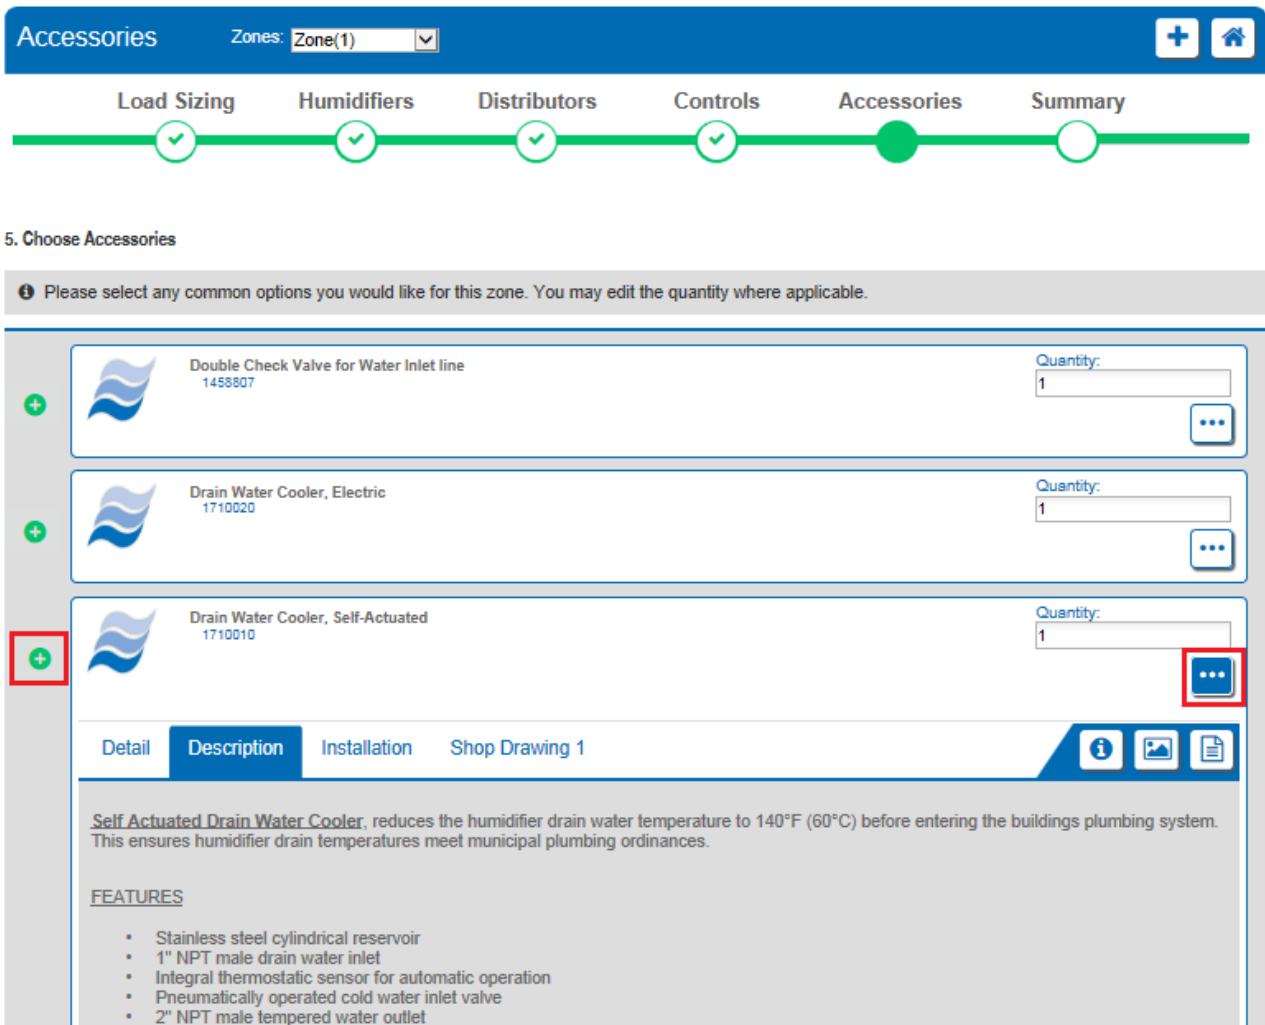 Accessories
Zones: Zone(1)
Load Sizing Humidifiers Distributors Controls Accessories Summary
5. Choose Accessories
Please select any common options you would like for this zone. You may edit the quantity where applicable.
Double Check Valve for Water Inlet line
1458807
Quantity:
1
Drain Water Cooler, Electric
1710020
Quantity:
1
Drain Water Cooler, Self-Actuated
1710010
Quantity:
1
Detail Description Installation Shop Drawing 1
Self Actuated Drain Water Cooler, reduces the humidifier drain water temperature to 140°F (60°C) before entering the buildings plumbing system.
This ensures humidifier drain temperatures meet municipal plumbing ordinances.
FEATURES
• Stainless steel cylindrical reservoir
• 1" NPT male drain water inlet
• Integral thermostatic sensor for automatic operation
• Pneumatically operated cold water inlet valve
• 2" NPT male tempered water outlet